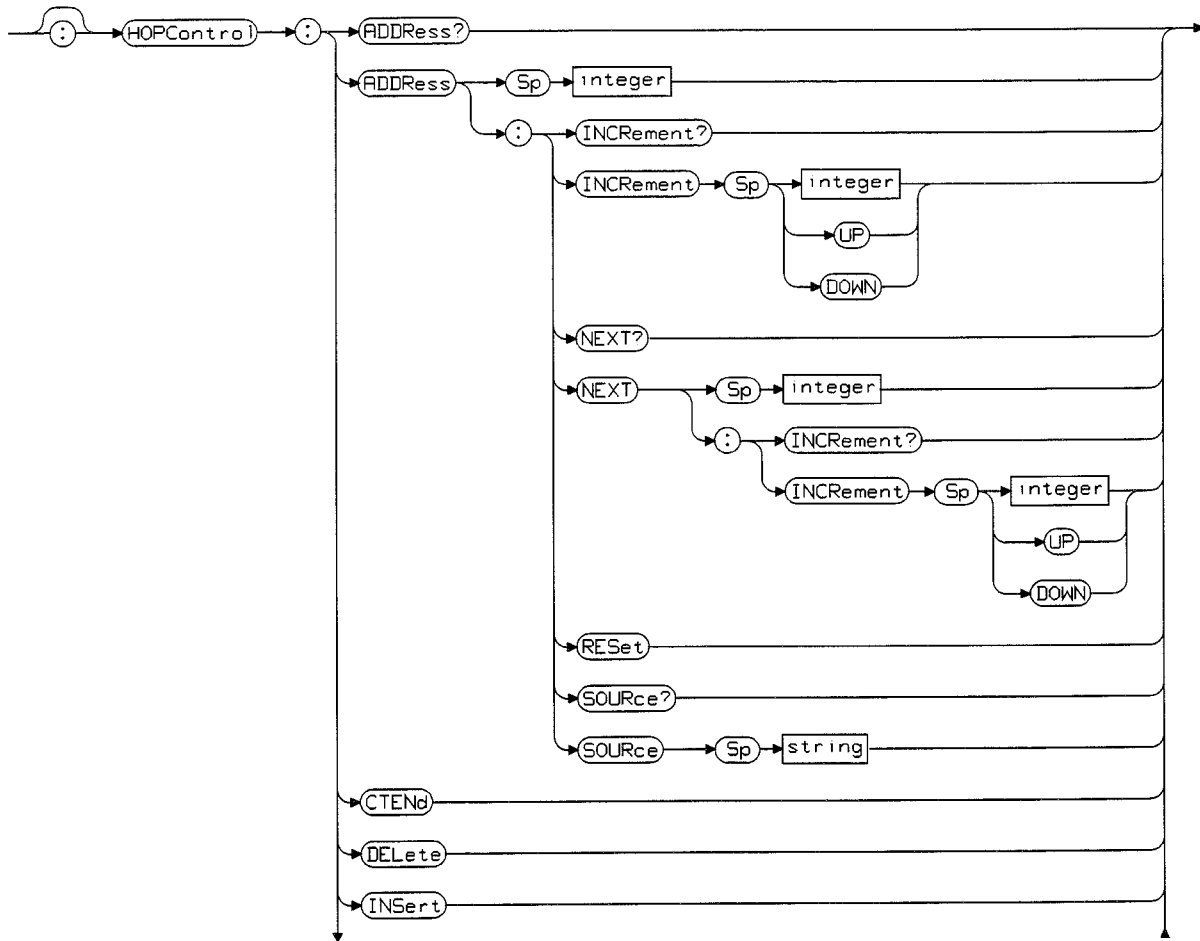 : HOPControl : ADDRess?
ADDRess Sp integer
: INCRement?
INCRement Sp integer
UP
DOWN
NEXT?
NEXT Sp integer
: INCRement?
INCRement Sp integer
UP
DOWN
RESet
SOURce?
SOURce Sp string
CTENd
DELete
INSert